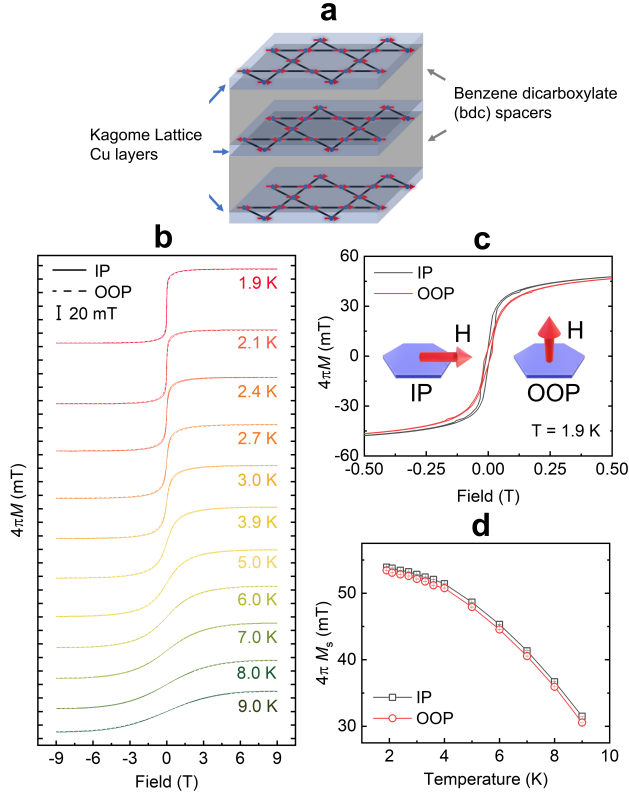 a
Benzene dicarboxylate
(bdc) spacers
Kagome Lattice
Cu layers
b
IP
OOP
20 mT
1.9 K
2.1 K
2.4 K
2.7 K
3.0 K
3.9 K
5.0 K
6.0 K
7.0 K
8.0 K
9.0 K
4πM (mT)
-9 -6 -3 0 3 6 9
Field (T)
c
IP
OOP
60
30
0
-30
-60
4πM (mT)
H
H
IP
OOP
T = 1.9 K
-0.50 -0.25 0.00 0.25 0.50
Field (T)
d
50
40
30
4π Ms (mT)
IP
OOP
2 4 6 8 10
Temperature (K)